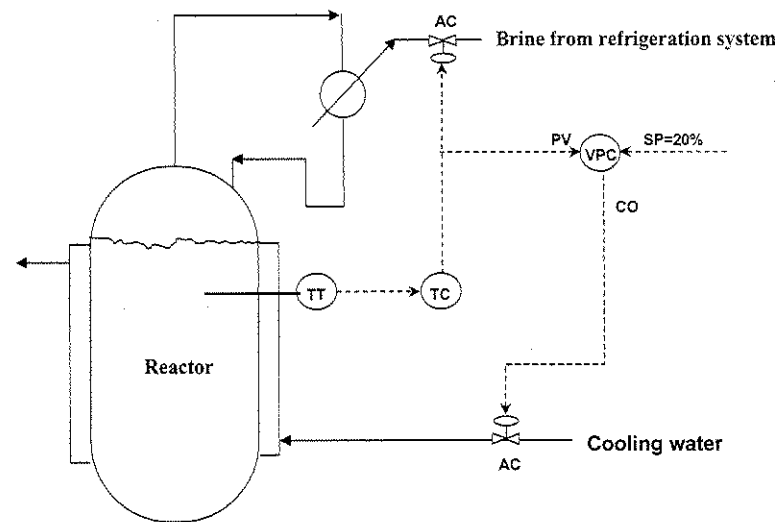 AC
Brine from refrigeration system
PV
SP=20%
VPC
CO
TT
TC
Reactor
Cooling water
AC